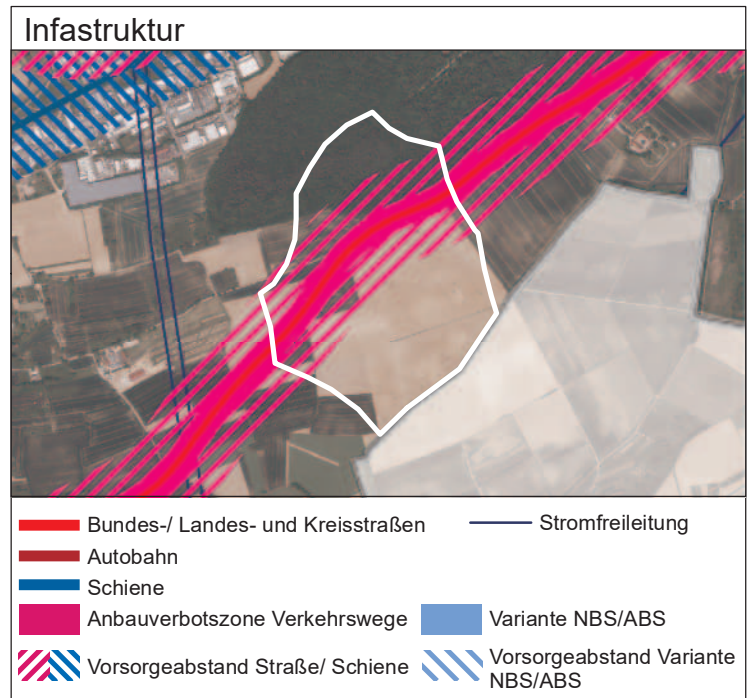 Infastruktur
Bundes-/ Landes- und Kreisstraßen
Stromfreileitung
Autobahn
Schiene
Anbauverbotszone Verkehrswege
Variante NBS/ABS
Vorsorgeabstand Straße/ Schiene
Vorsorgeabstand Variante
NBS/ABS